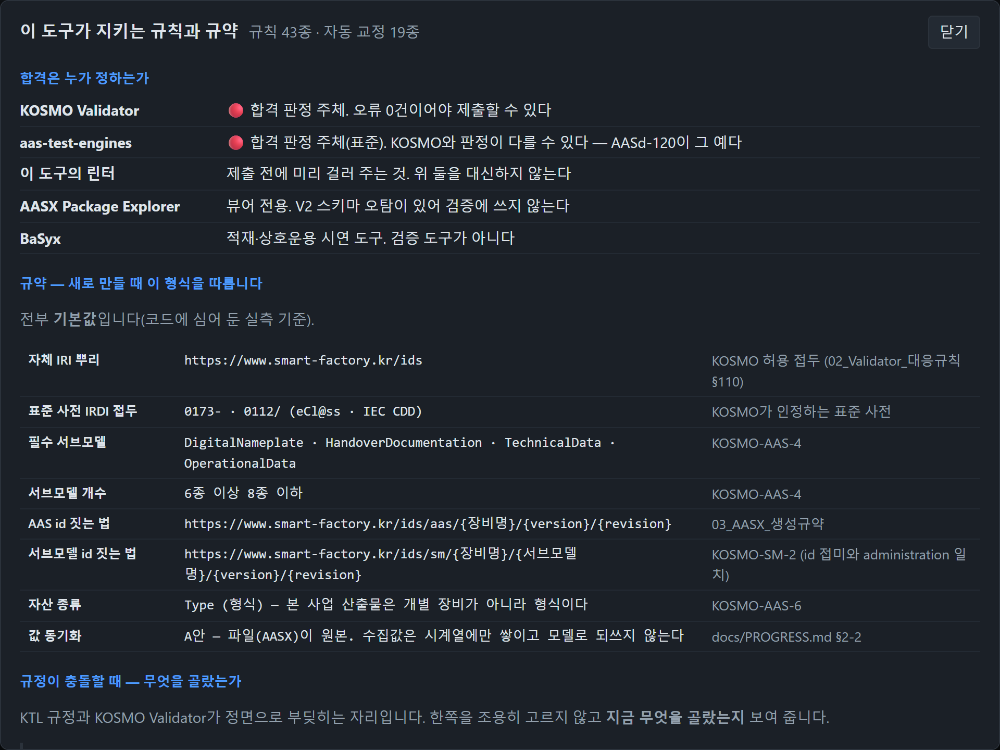 이 도구가 지키는 규칙과 규약 규칙 43종 · 자동 교정 19종
닫기
합격은 누가 정하는가
KOSMO Validator 🔴 합격 판정 주체. 오류 0건이어야 제출할 수 있다
aas-test-engines 🔴 합격 판정 주체(표준). KOSMO와 판정이 다를 수 있다 — AASd-120이 그 예다
이 도구의 린터 제출 전에 미리 걸러 주는 것. 위 둘을 대신하지 않는다
AASX Package Explorer 뷰어 전용. V2 스키마 오탐이 있어 검증에 쓰지 않는다
BaSyx 적재·상호운용 시연 도구. 검증 도구가 아니다
규약 — 새로 만들 때 이 형식을 따릅니다
전부 기본값입니다(코드에 심어 둔 실측 기준).
자체 IRI 뿌리 https://www.smart-factory.kr/ids KOSMO 허용 접두 (02_Validator_대응규칙
§110)
표준 사전 IRDI 접두 0173- · 0112/ (eCl@ss · IEC CDD) KOSMO가 인정하는 표준 사전
필수 서브모델 DigitalNameplate · HandoverDocumentation · TechnicalData · KOSMO-AAS-4
OperationalData
서브모델 개수 6종 이상 8종 이하 KOSMO-AAS-4
AAS id 짓는 법 https://www.smart-factory.kr/ids/aas/{장비명}/{version}/{revision} 03_AASX_생성규약
서브모델 id 짓는 법 https://www.smart-factory.kr/ids/sm/{장비명}/{서브모델 KOSMO-SM-2 (id 접미와 administration 일
명}/{version}/{revision} 치)
자산 종류 Type (형식) — 본 사업 산출물은 개별 장비가 아니라 형식이다 KOSMO-AAS-6
값 동기화 A안 — 파일(AASX)이 원본. 수집값은 시계열에만 쌓이고 모델로 되쓰지 않는다 docs/PROGRESS.md §2-2
규정이 충돌할 때 — 무엇을 골랐는가
KTL 규정과 KOSMO Validator가 정면으로 부딪히는 자리입니다. 한쪽을 조용히 고르지 않고 지금 무엇을 골랐는지 보여 줍니다.